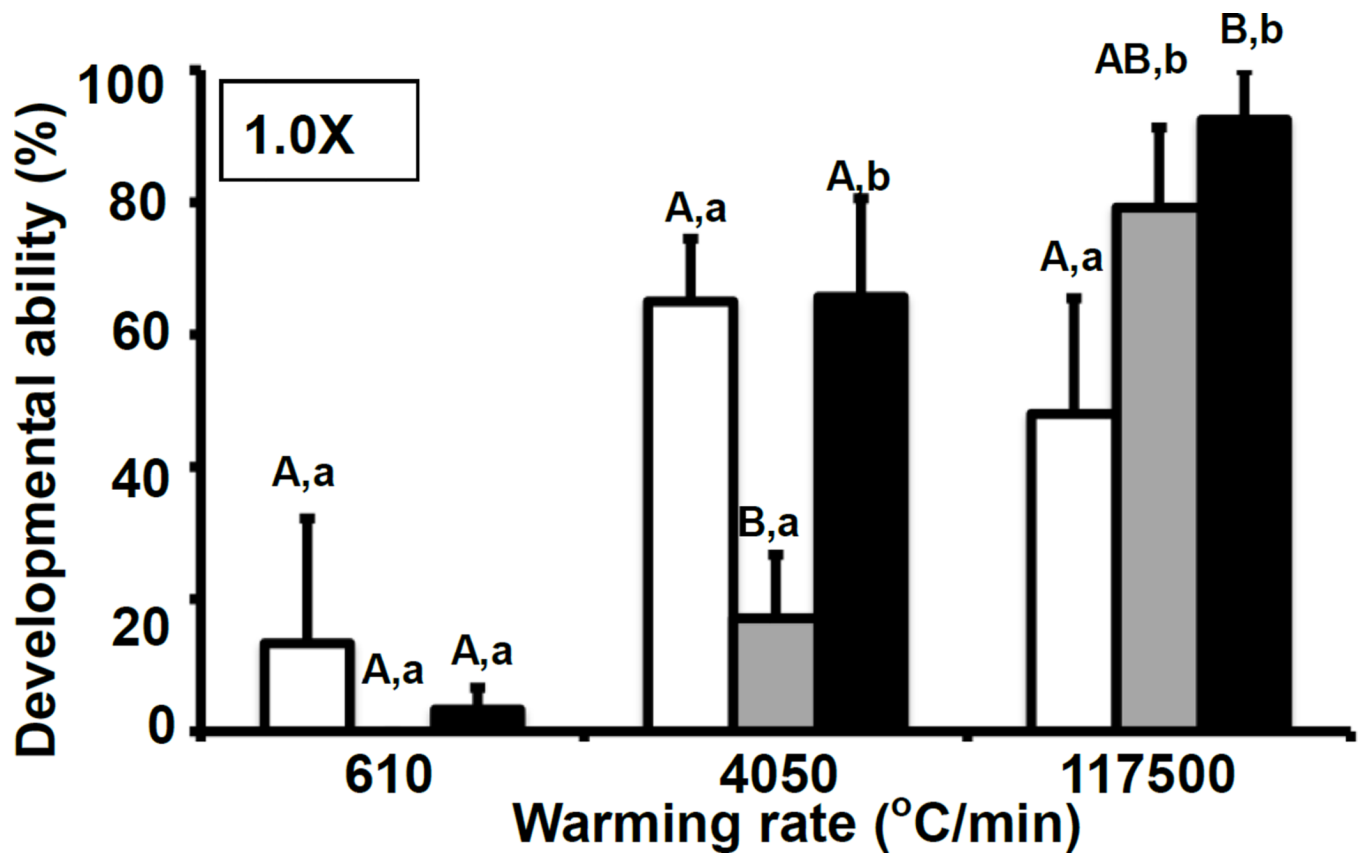 Developmental ability (%)
100
80
60
40
20
0
1.0X
A,a
A,a
A,a
A,a
B,a
A,b
A,a
AB,b
B,b
610
4050
117500
Warming rate (°C/min)